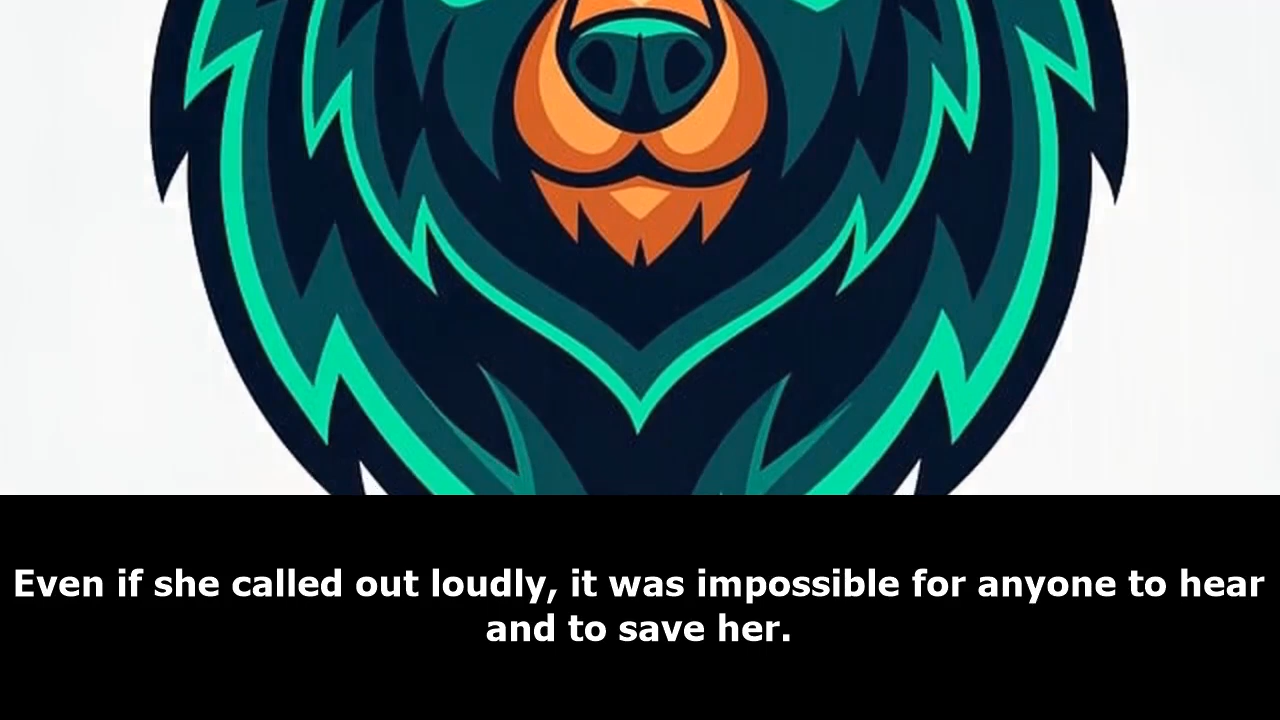 Even if she called out loudly, it was impossible for anyone to hear
and to save her.